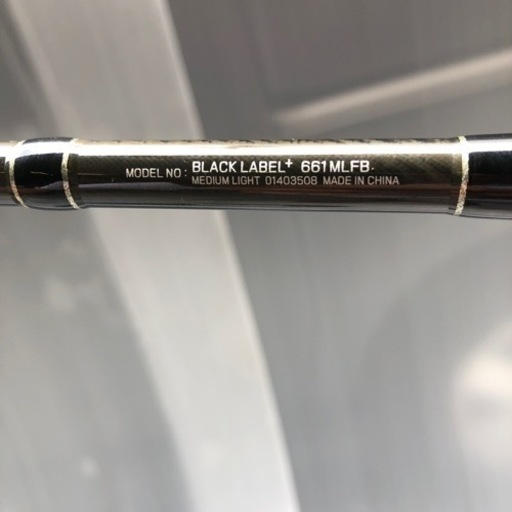 MODEL NO : BLACK LABEL+ 661MLFB
MEDIUM LIGHT 01403508 MADE IN CHINA